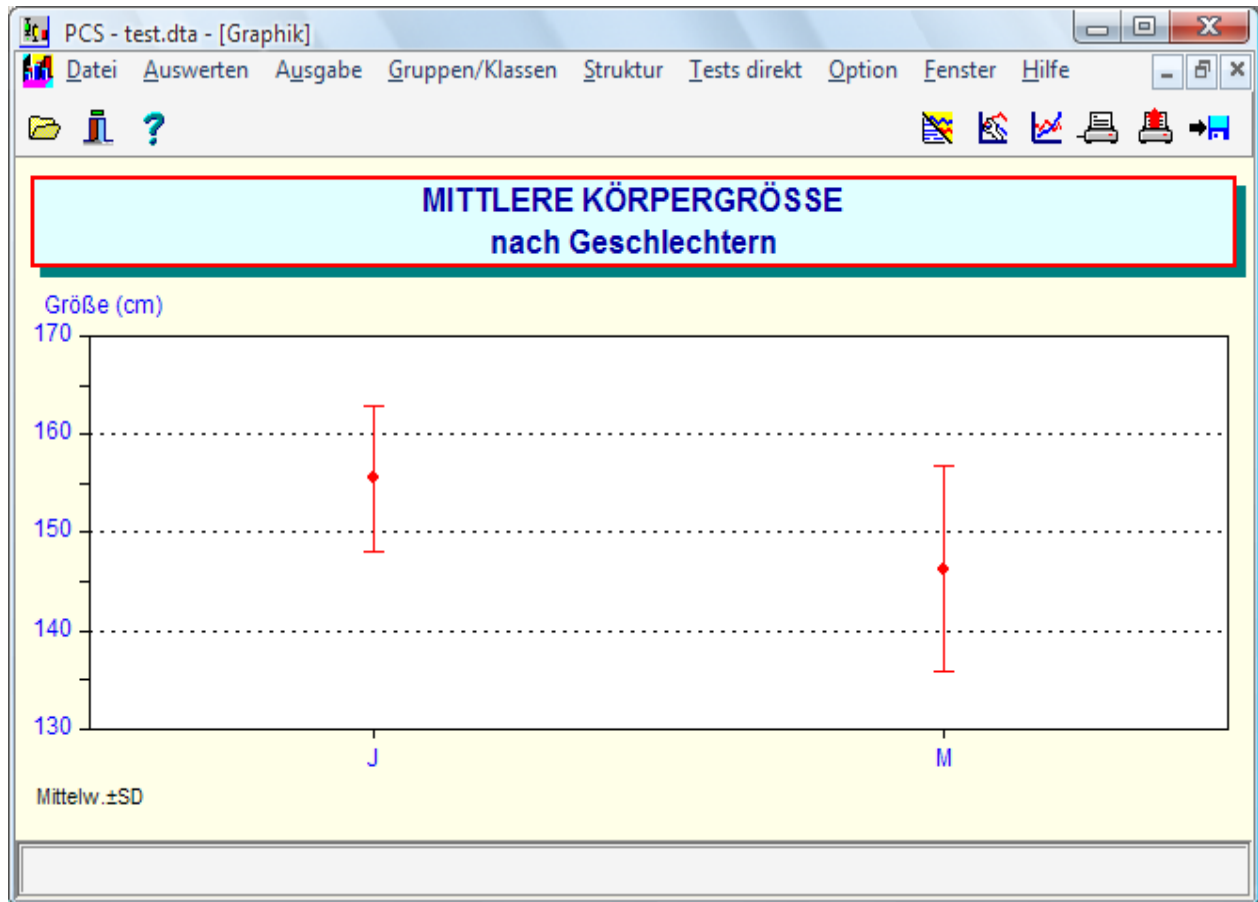 PCS - test.dta - [Graphik]
Datei Auswerten Ausgabe Gruppen/Klassen Struktur Tests direkt Option Fenster Hilfe
MITTLERE KÖRPERGRÖSSE
nach Geschlechtern
Größe (cm)
170
160
150
140
130
J M
Mittelw.±SD